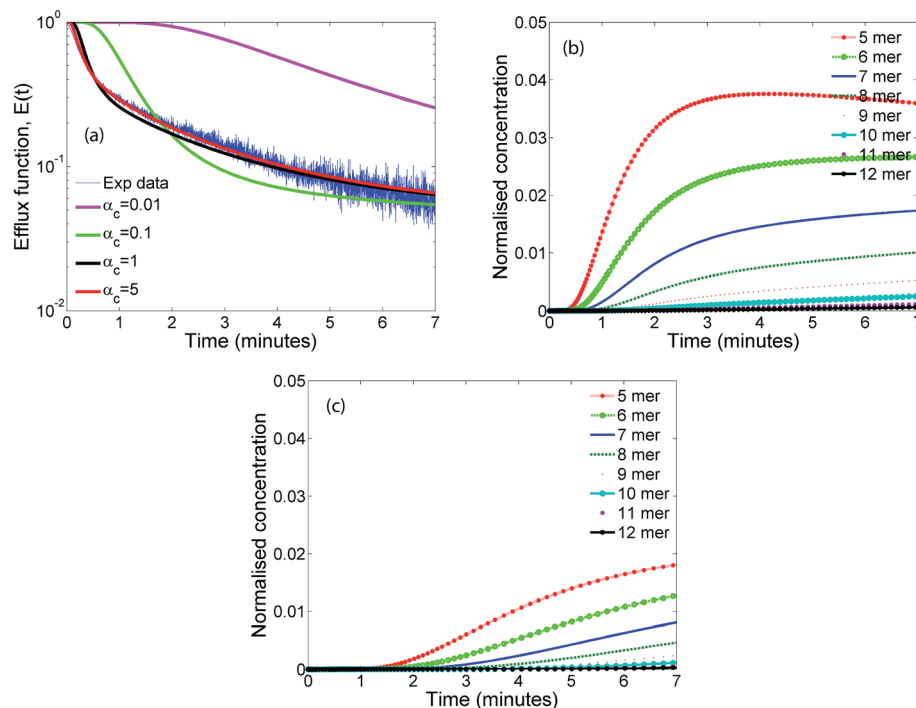 (a)
Efflux function, E(t)
10^0
10^-1
10^-2
Exp data
α_c=0.01
α_c=0.1
α_c=1
α_c=5
0 1 2 3 4 5 6 7
Time (minutes)
(b)
Normalised concentration
0.05
0.04
0.03
0.02
0.01
0
5 mer
6 mer
7 mer
8 mer
9 mer
10 mer
11 mer
12 mer
0 1 2 3 4 5 6 7
Time (minutes)
(c)
Normalised concentration
0.05
0.04
0.03
0.02
0.01
0
5 mer
6 mer
7 mer
8 mer
9 mer
10 mer
11 mer
12 mer
0 1 2 3 4 5 6 7
Time (minutes)